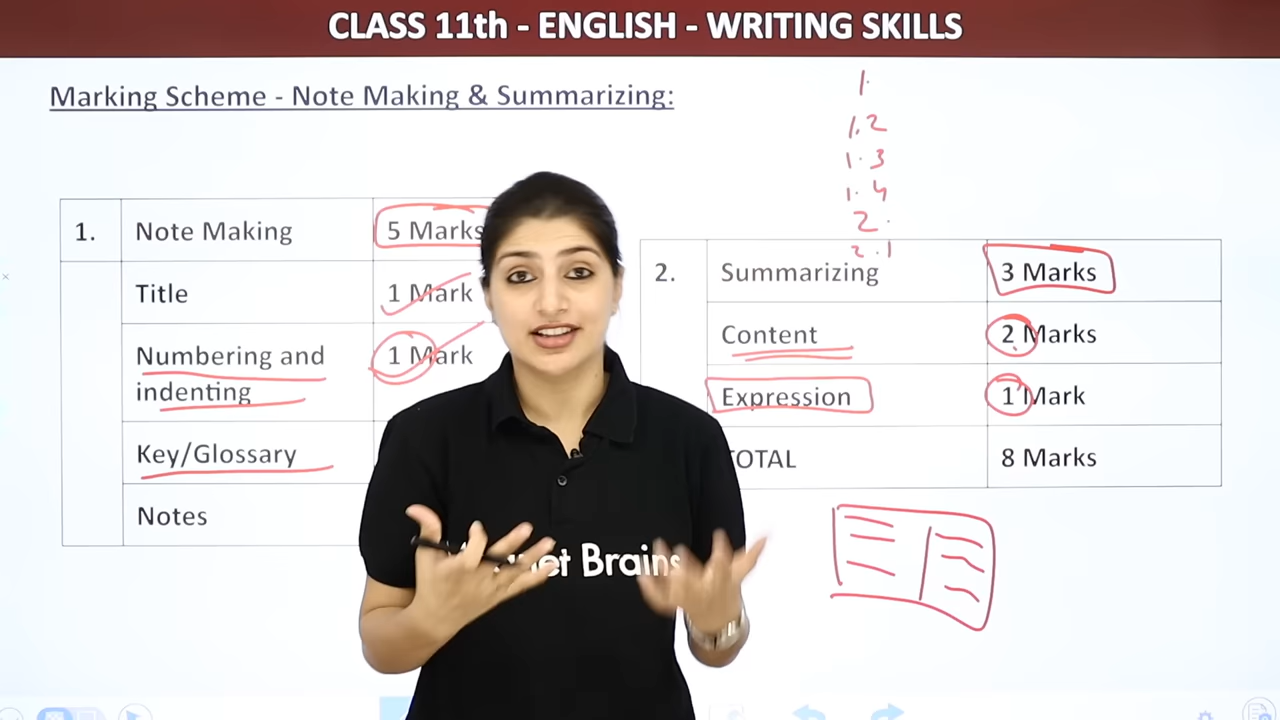 CLASS 11th - ENGLISH - WRITING SKILLS
Marking Scheme - Note Making & Summarizing:
1.
1.2
1.3
1.4
2.
2.1
1. Note Making 5 Marks
Title 1 Mark
Numbering and 1 Mark
indenting
Key/Glossary
Notes
2. Summarizing 3 Marks
Content 2 Marks
Expression 1 Mark
TOTAL 8 Marks
Brains